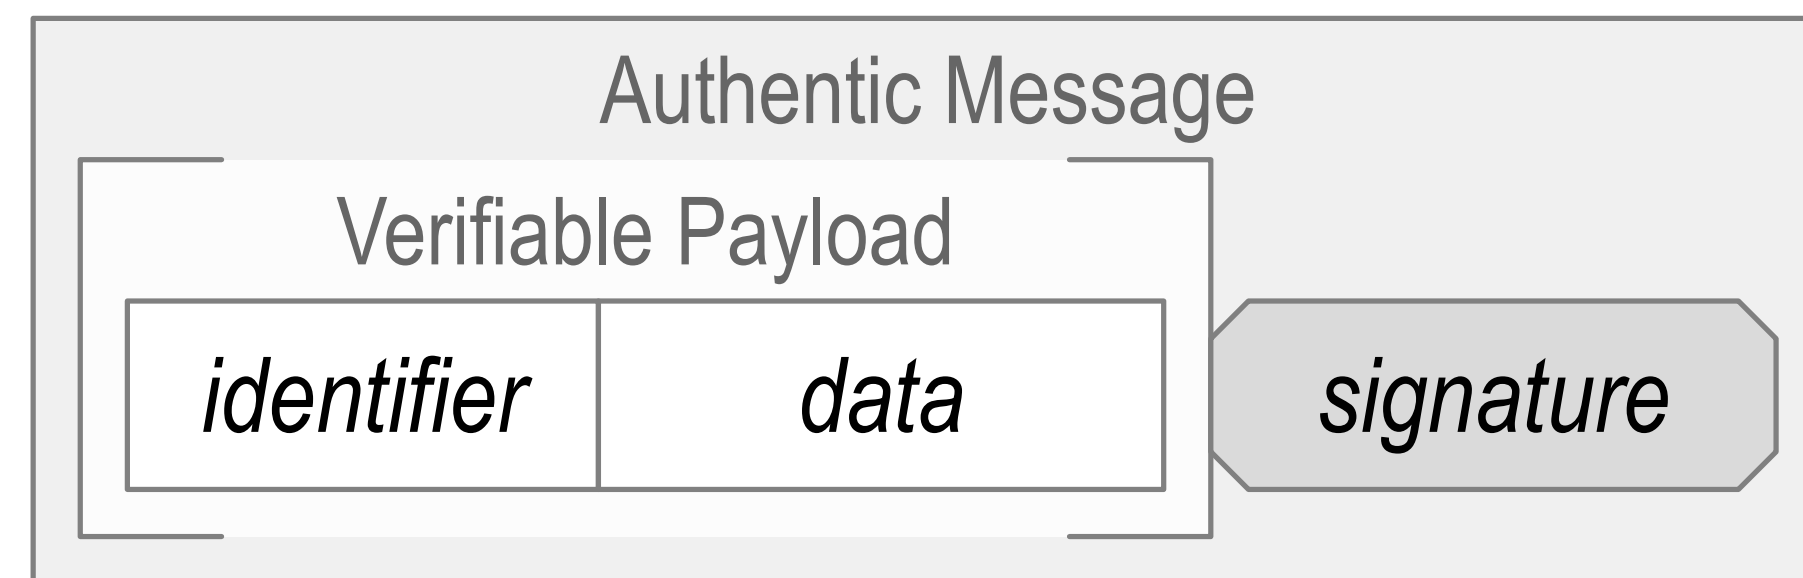 Authentic Message
Verifiable Payload
identifier data signature